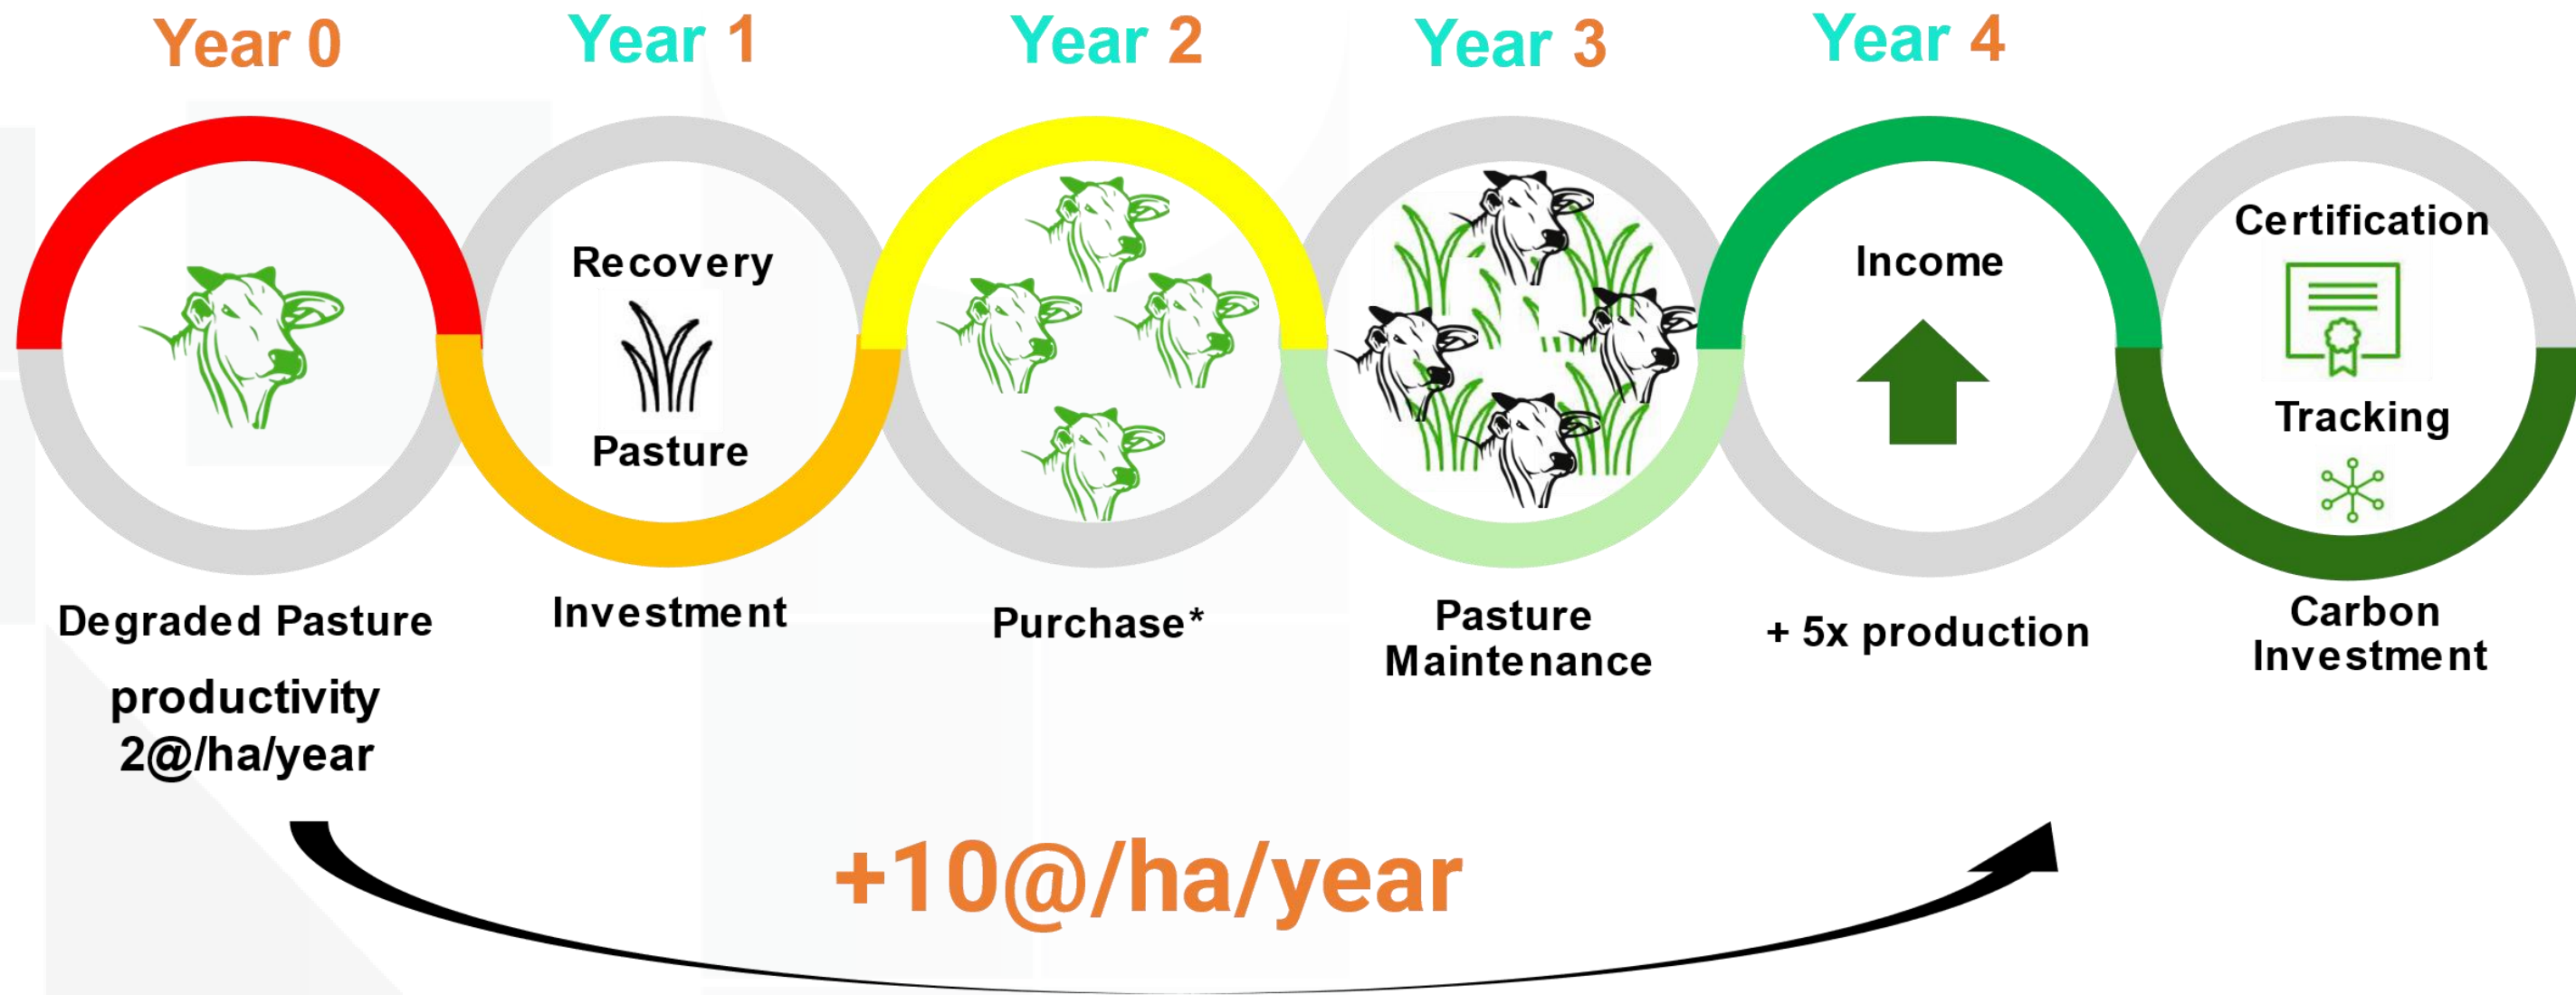 Year 0
Year 1
Year 2
Year 3
Year 4
Recovery
Pasture
Income
Certification
Tracking
Degraded Pasture
productivity
2@/ha/year
Investment
Purchase*
Pasture
Maintenance
+ 5x production
Carbon
Investment
+10@/ha/year